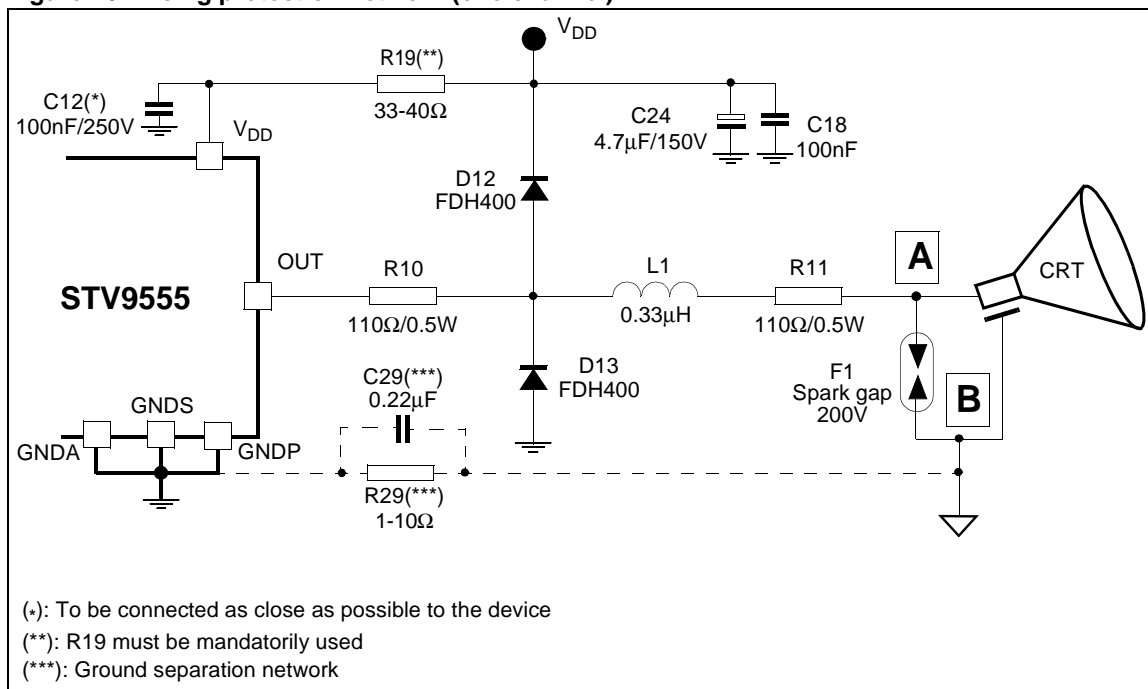 V_DD
R19(**)
33-40Ω
C12(*)
100nF/250V
V_DD
C24
4.7µF/150V
C18
100nF
D12
FDH400
OUT
R10
110Ω/0.5W
L1
0.33µH
R11
110Ω/0.5W
A
CRT
STV9555
D13
FDH400
F1
Spark gap
200V
B
C29(***)
0.22µF
GNDS
GNDA
GNDP
R29(***)
1-10Ω
(*): To be connected as close as possible to the device
(**): R19 must be mandatorily used
(***): Ground separation network